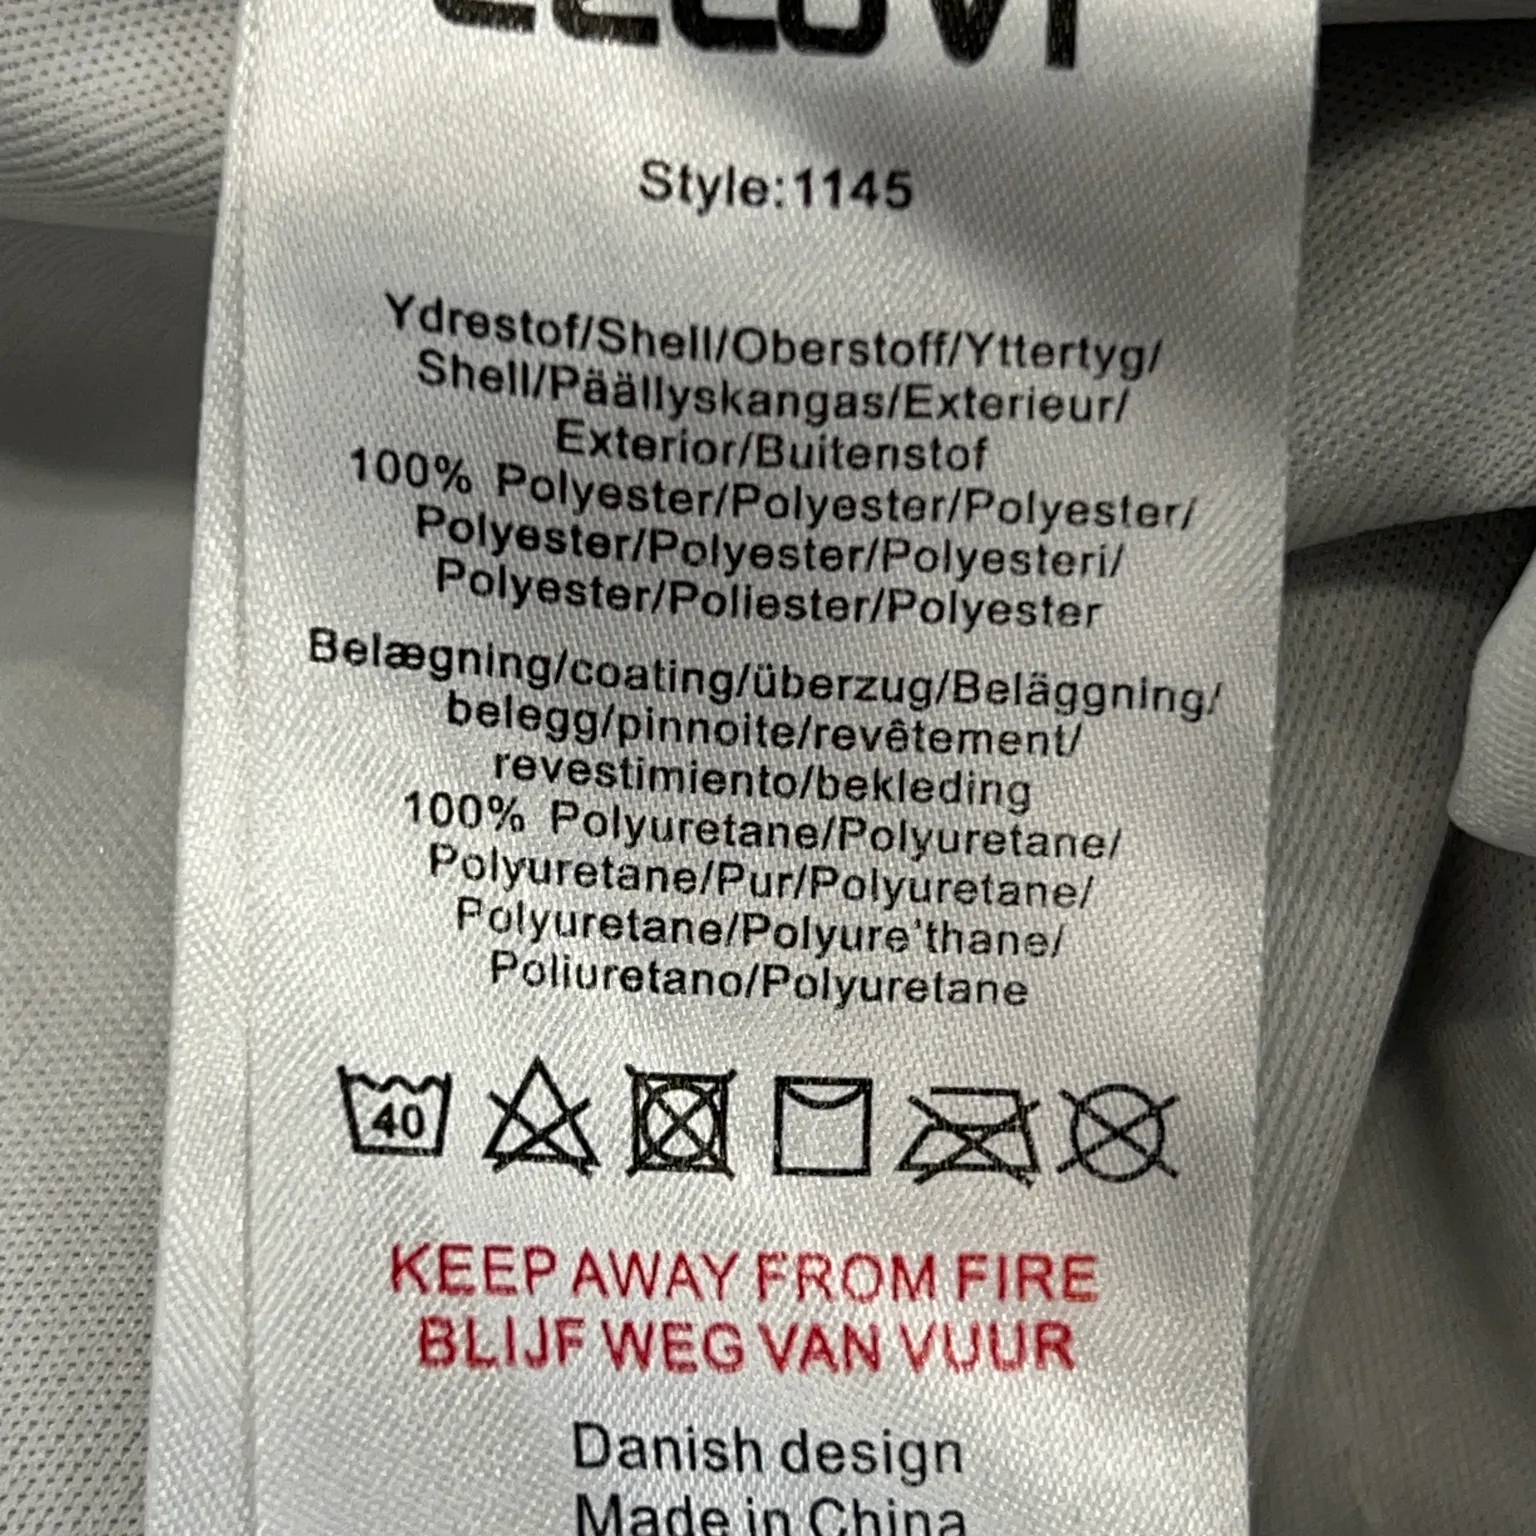 Style:1145
Ydrestof/Shell/Oberstoff/Yttertyg/
Shell/Päällyskangas/Exterieur/
Exterior/Buitenstof
100% Polyester/Polyester/Polyester/
Polyester/Polyester/Polyesteri/
Polyester/Poliester/Polyester
Belægning/coating/überzug/Beläggning/
belegg/pinnoite/revêtement/
revestimiento/bekleding
100% Polyuretane/Polyuretane/
Polyuretane/Pur/Polyuretane/
Polyuretane/Polyure'thane/
Poliuretano/Polyuretane
40
KEEP AWAY FROM FIRE
BLIJF WEG VAN VUUR
Danish design
Made in China